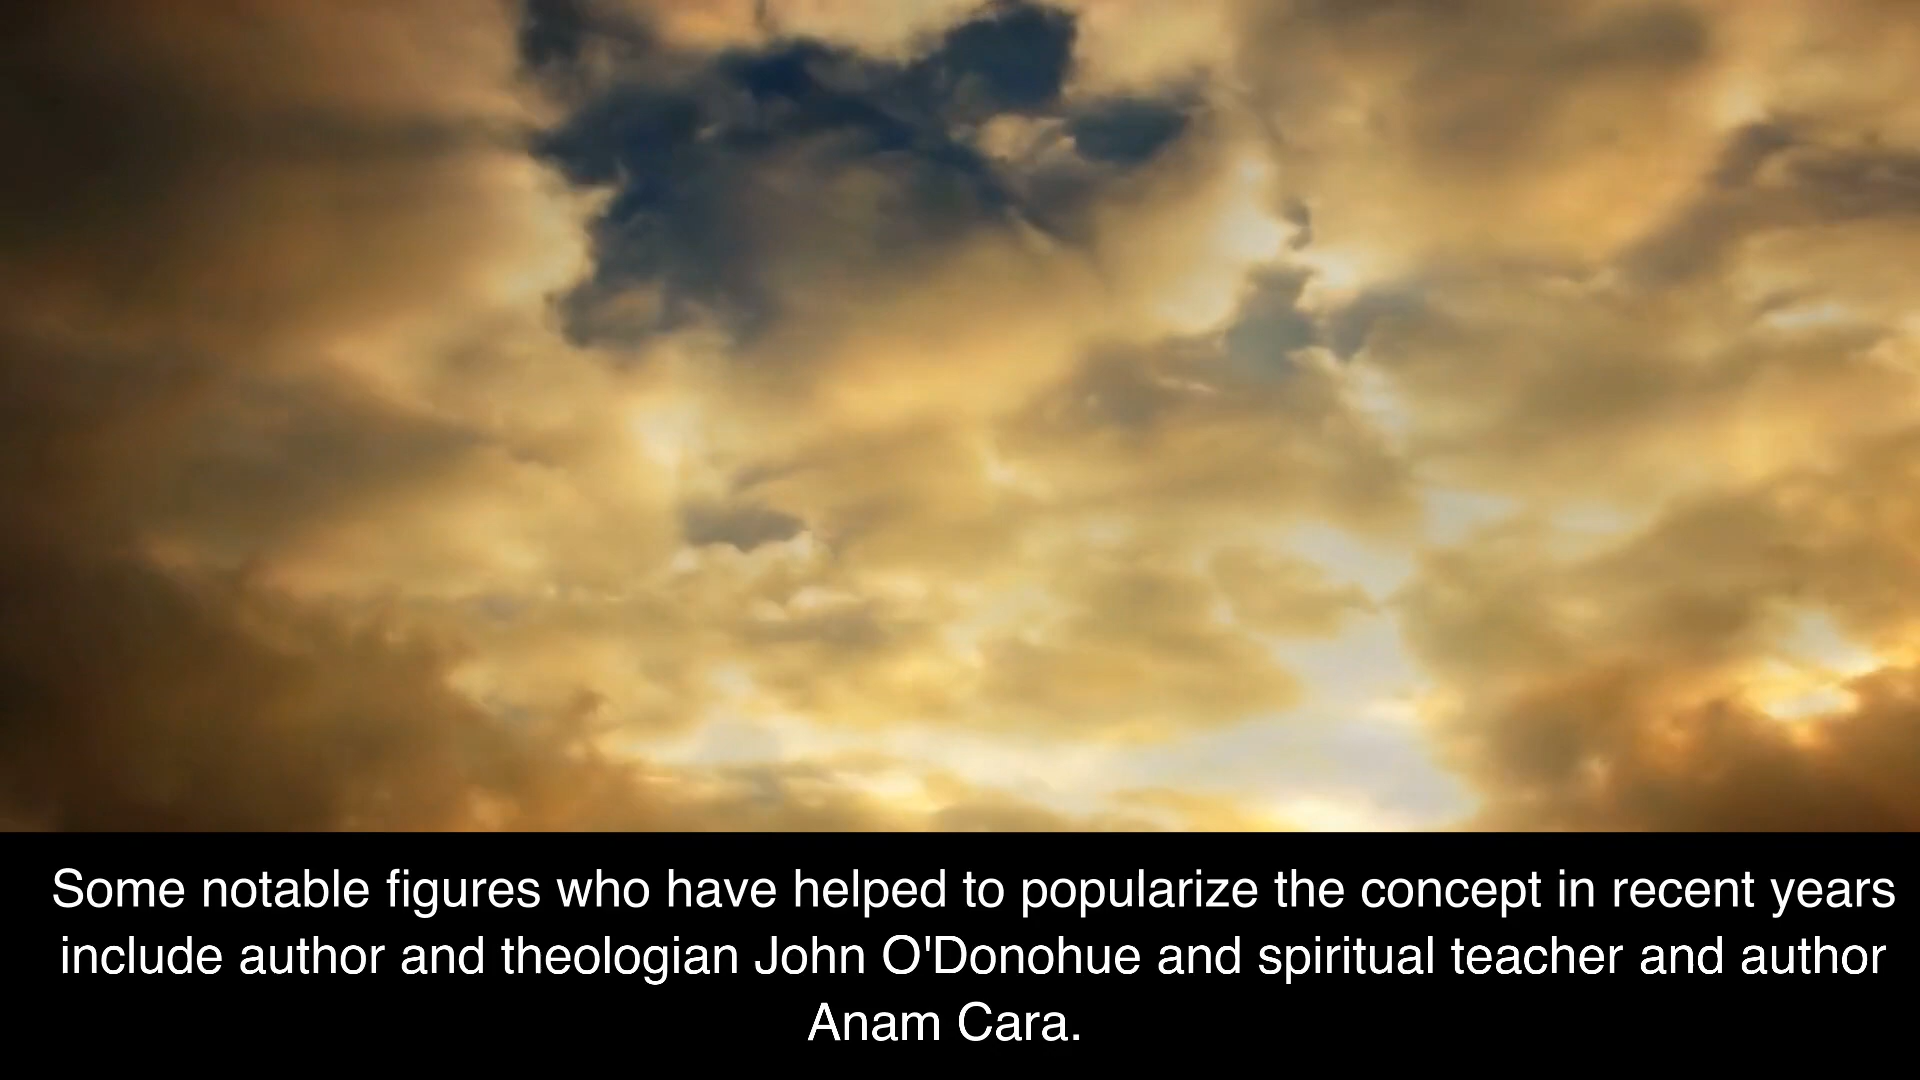 Some notable figures who have helped to popularize the concept in recent years
include author and theologian John O'Donohue and spiritual teacher and author
Anam Cara.